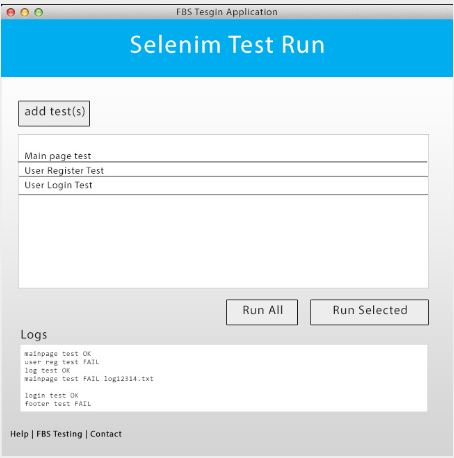 FBS Tesgin Application
Selenim Test Run
add test(s)
Main page test
User Register Test
User Login Test
Run All
Run Selected
Logs
mainpage test OK
user reg test FAIL
log test OK
mainpage test FAIL log12314.txt
login test OK
footer test FAIL
Help | FBS Testing | Contact